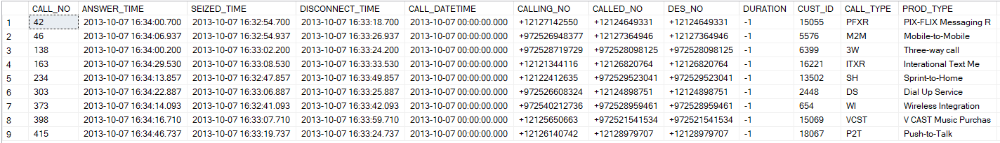 CALL_NO ANSWER_TIME SEIZED_TIME DISCONNECT_TIME CALL_DATETIME CALLING_NO CALLED_NO DES_NO DURATION CUST_ID CALL_TYPE PROD_TYPE
1 42 2013-10-07 16:34:00.700 2013-10-07 16:32:54.700 2013-10-07 16:33:18.700 2013-10-07 00:00:00.000 +12127142550 +12124649331 +12124649331 -1 15055 PFXR PIX-FLIX Messaging R
2 46 2013-10-07 16:34:06.937 2013-10-07 16:32:54.937 2013-10-07 16:33:26.937 2013-10-07 00:00:00.000 +972526948377 +12127364946 +12127364946 -1 5576 M2M Mobile-to-Mobile
3 138 2013-10-07 16:34:00.200 2013-10-07 16:33:02.200 2013-10-07 16:33:24.200 2013-10-07 00:00:00.000 +972528719729 +972528098125 +972528098125 -1 6399 3W Three-way call
4 163 2013-10-07 16:34:29.530 2013-10-07 16:33:08.530 2013-10-07 16:33:33.530 2013-10-07 00:00:00.000 +12121344116 +12126820764 +12126820764 -1 16221 ITXR Interational Text Me
5 234 2013-10-07 16:34:13.857 2013-10-07 16:32:47.857 2013-10-07 16:33:49.857 2013-10-07 00:00:00.000 +12122412635 +972529523041 +972529523041 -1 13502 SH Sprint-to-Home
6 303 2013-10-07 16:34:22.887 2013-10-07 16:33:06.887 2013-10-07 16:33:25.887 2013-10-07 00:00:00.000 +972526608324 +12124898751 +12124898751 -1 2448 DS Dial Up Service
7 373 2013-10-07 16:34:14.093 2013-10-07 16:32:41.093 2013-10-07 16:33:42.093 2013-10-07 00:00:00.000 +972540212736 +972528959461 +972528959461 -1 654 WI Wireless Integration
8 398 2013-10-07 16:34:16.710 2013-10-07 16:33:07.710 2013-10-07 16:33:59.710 2013-10-07 00:00:00.000 +12125650663 +972521541534 +972521541534 -1 15069 VCST V CAST Music Purchas
9 415 2013-10-07 16:34:46.737 2013-10-07 16:33:19.737 2013-10-07 16:33:24.737 2013-10-07 00:00:00.000 +12126140742 +12128979707 +12128979707 -1 18067 P2T Push-to-Talk